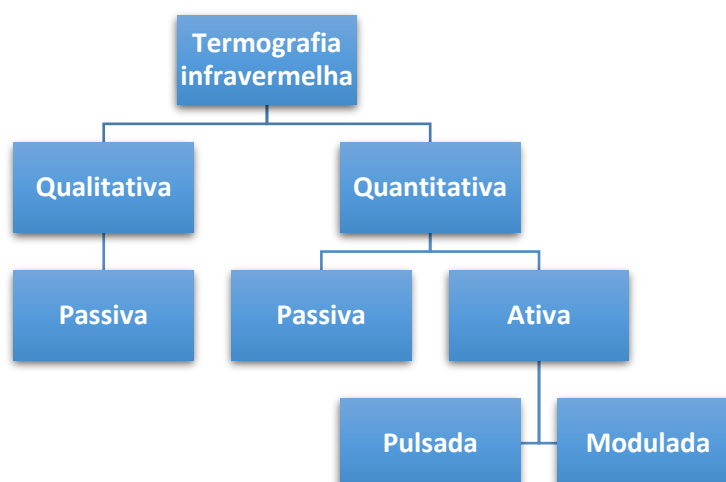 Termografia
infravermelha
Qualitativa
Quantitativa
Passiva
Passiva
Ativa
Pulsada
Modulada